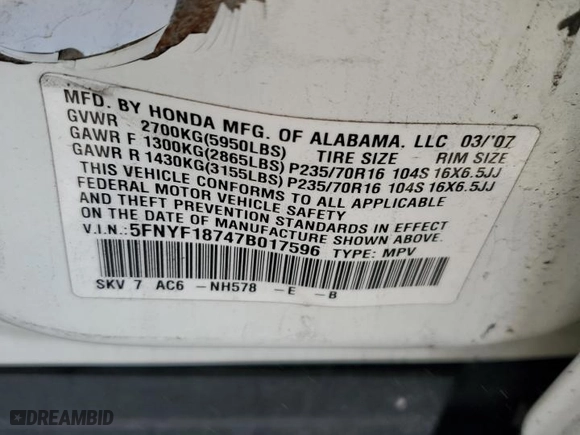 MFD. BY HONDA MFG. OF ALABAMA, LLC 03/'07
GVWR 2700KG(5950LBS) TIRE SIZE RIM SIZE
GAWR F 1300KG(2865LBS) P235/70R16 104S 16X6.5JJ
GAWR R 1430KG(3155LBS) P235/70R16 104S 16X6.5JJ
THIS VEHICLE CONFORMS TO ALL APPLICABLE
FEDERAL MOTOR VEHICLE SAFETY
AND THEFT PREVENTION STANDARDS IN EFFECT
ON THE DATE OF MANUFACTURE SHOWN ABOVE.
V.I.N.: 5FNYF18747B017596 TYPE: MPV
SKV 7 AC6 -NH578 -E -B
DREAMBID